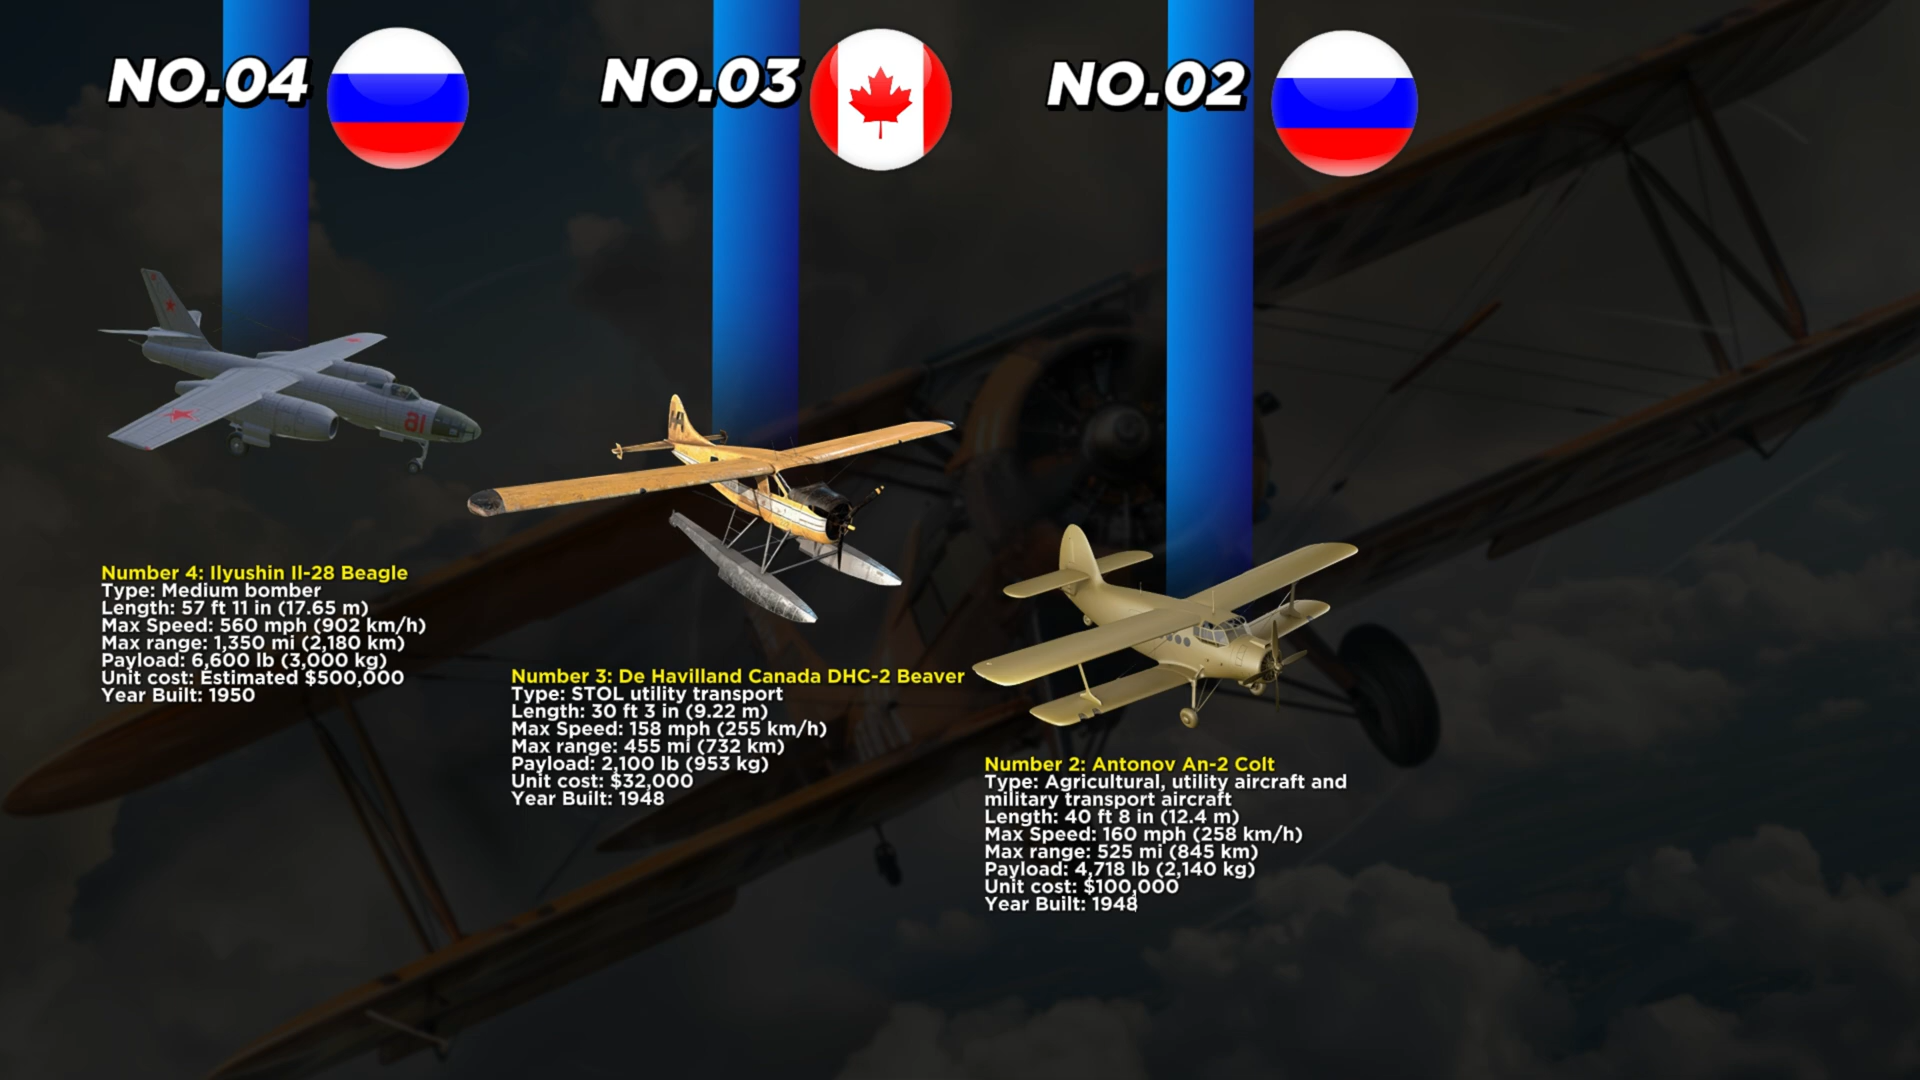 NO.04
NO.03
NO.02
Number 4: Ilyushin Il-28 Beagle
Type: Medium bomber
Length: 57 ft 11 in (17.65 m)
Max Speed: 560 mph (902 km/h)
Max range: 1,350 mi (2,180 km)
Payload: 6,600 lb (3,000 kg)
Unit cost: Estimated $500,000
Year Built: 1950
Number 3: De Havilland Canada DHC-2 Beaver
Type: STOL utility transport
Length: 30 ft 3 in (9.22 m)
Max Speed: 158 mph (255 km/h)
Max range: 455 mi (732 km)
Payload: 2,100 lb (953 kg)
Unit cost: $32,000
Year Built: 1948
Number 2: Antonov An-2 Colt
Type: Agricultural, utility aircraft and
military transport aircraft
Length: 40 ft 8 in (12.4 m)
Max Speed: 160 mph (258 km/h)
Max range: 525 mi (845 km)
Payload: 4,718 lb (2,140 kg)
Unit cost: $100,000
Year Built: 1948